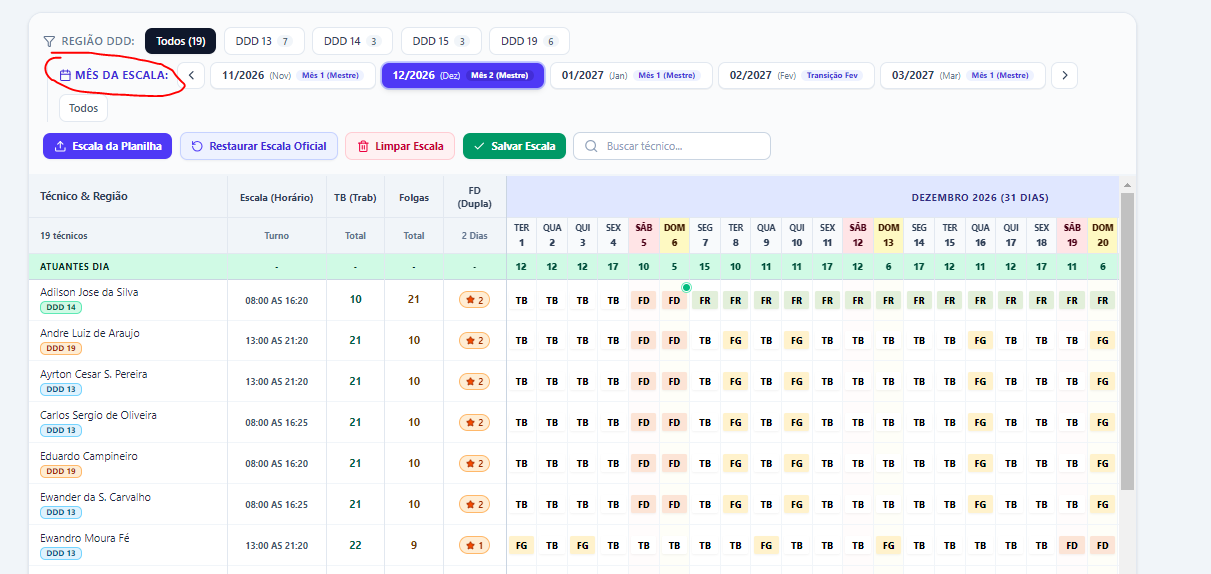 REGIÃO DDD: Todos (19) DDD 13 7 DDD 14 3 DDD 15 3 DDD 19 6
MÊS DA ESCALA: 11/2026 (Nov) Mês 1 (Mestre) 12/2026 (Dez) Mês 2 (Mestre) 01/2027 (Jan) Mês 1 (Mestre) 02/2027 (Fev) Transição Fev 03/2027 (Mar) Mês 1 (Mestre)
Todos
Escala da Planilha Restaurar Escala Oficial Limpar Escala Salvar Escala Buscar técnico...
Técnico & Região Escala (Horário) TB (Trab) Folgas FD (Dupla) DEZEMBRO 2026 (31 DIAS)
19 técnicos Turno Total Total 2 Dias TER 1 QUA 2 QUI 3 SEX 4 SÁB 5 DOM 6 SEG 7 TER 8 QUA 9 QUI 10 SEX 11 SÁB 12 DOM 13 SEG 14 TER 15 QUA 16 QUI 17 SEX 18 SÁB 19 DOM 20
ATUANTES DIA - - - - 12 12 12 17 10 5 15 10 11 11 17 12 6 17 12 11 12 17 11 6
Adilson Jose da Silva DDD 14 08:00 AS 16:20 10 21 2 TB TB TB TB FD FD FR FR FR FR FR FR FR FR FR FR FR FR FR FR
Andre Luiz de Araujo DDD 19 13:00 AS 21:20 21 10 2 TB TB TB TB FD FD TB FG TB FG TB TB TB TB TB FG TB TB TB FG
Ayrton Cesar S. Pereira DDD 13 13:00 AS 21:20 21 10 2 TB TB TB TB FD FD TB FG TB FG TB TB TB TB TB FG TB TB TB FG
Carlos Sergio de Oliveira DDD 13 08:00 AS 16:25 21 10 2 TB TB TB TB FD FD TB FG TB FG TB TB TB TB TB FG TB TB TB FG
Eduardo Campineiro DDD 19 08:00 AS 16:20 21 10 2 TB TB TB TB FD FD TB FG TB FG TB TB TB TB TB FG TB TB TB FG
Ewander da S. Carvalho DDD 13 08:00 AS 16:25 21 10 2 TB TB TB TB FD FD TB FG TB FG TB TB TB TB TB FG TB TB TB FG
Ewandro Moura Fé DDD 13 13:00 AS 21:20 22 9 1 FG TB FG TB TB TB TB TB FG TB TB TB FG TB TB TB TB TB FD FD